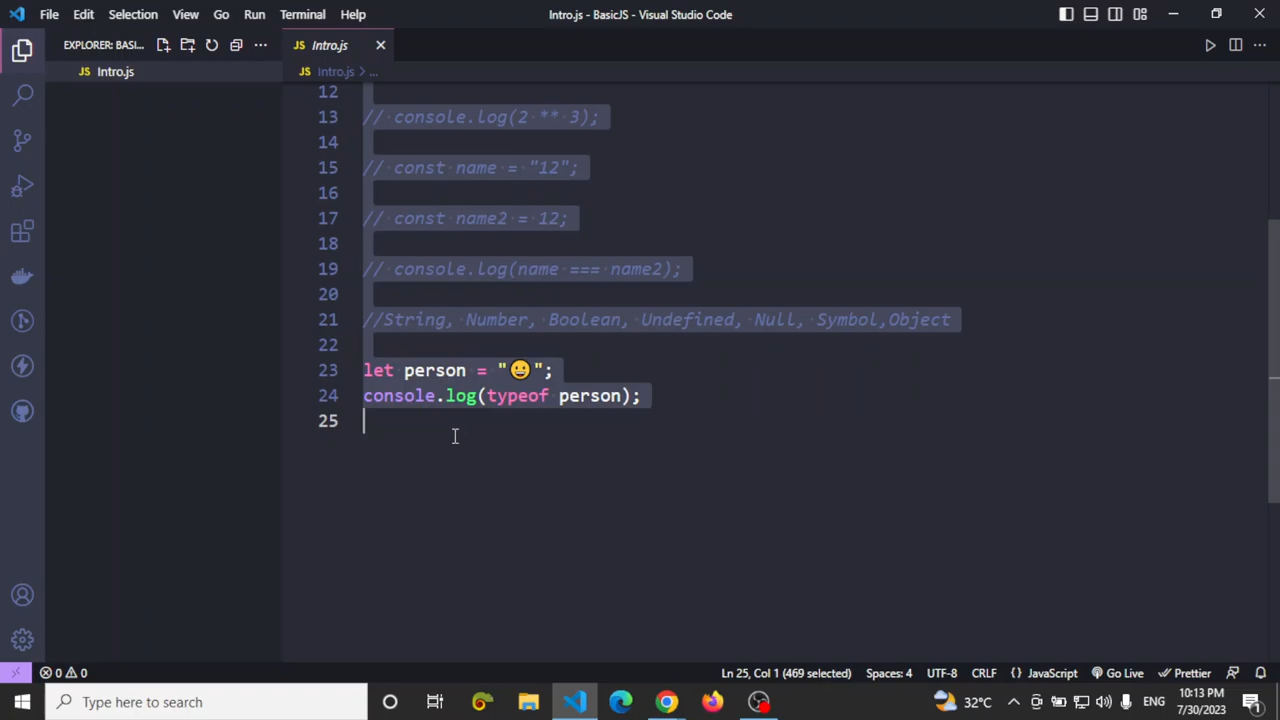 File Edit Selection View Go Run Terminal Help
Intro.js - BasicJS - Visual Studio Code
EXPLORER: BASI...
JS Intro.js
JS Intro.js
JS Intro.js > ...
12
13 // console.log(2 ** 3);
14
15 // const name = "12";
16
17 // const name2 = 12;
18
19 // console.log(name === name2);
20
21 //String, Number, Boolean, Undefined, Null, Symbol,Object
22
23 let person = "😀";
24 console.log(typeof person);
25
0 0
Ln 25, Col 1 (469 selected) Spaces: 4 UTF-8 CRLF {} JavaScript Go Live Prettier
Type here to search
32°C
ENG
10:13 PM
7/30/2023
1